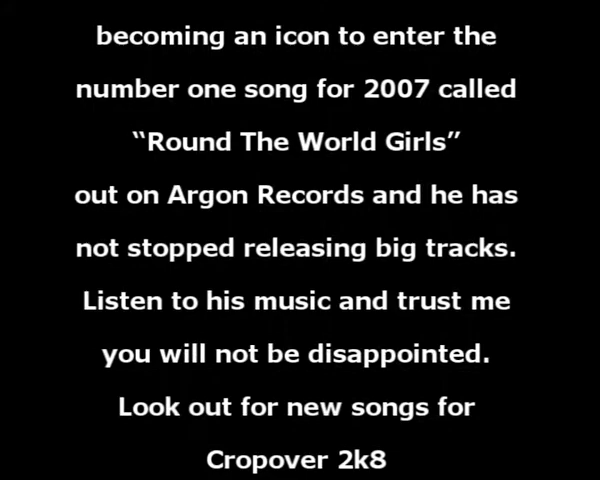 becoming an icon to enter the
number one song for 2007 called
“Round The World Girls”
out on Argon Records and he has
not stopped releasing big tracks.
Listen to his music and trust me
you will not be disappointed.
Look out for new songs for
Cropover 2k8